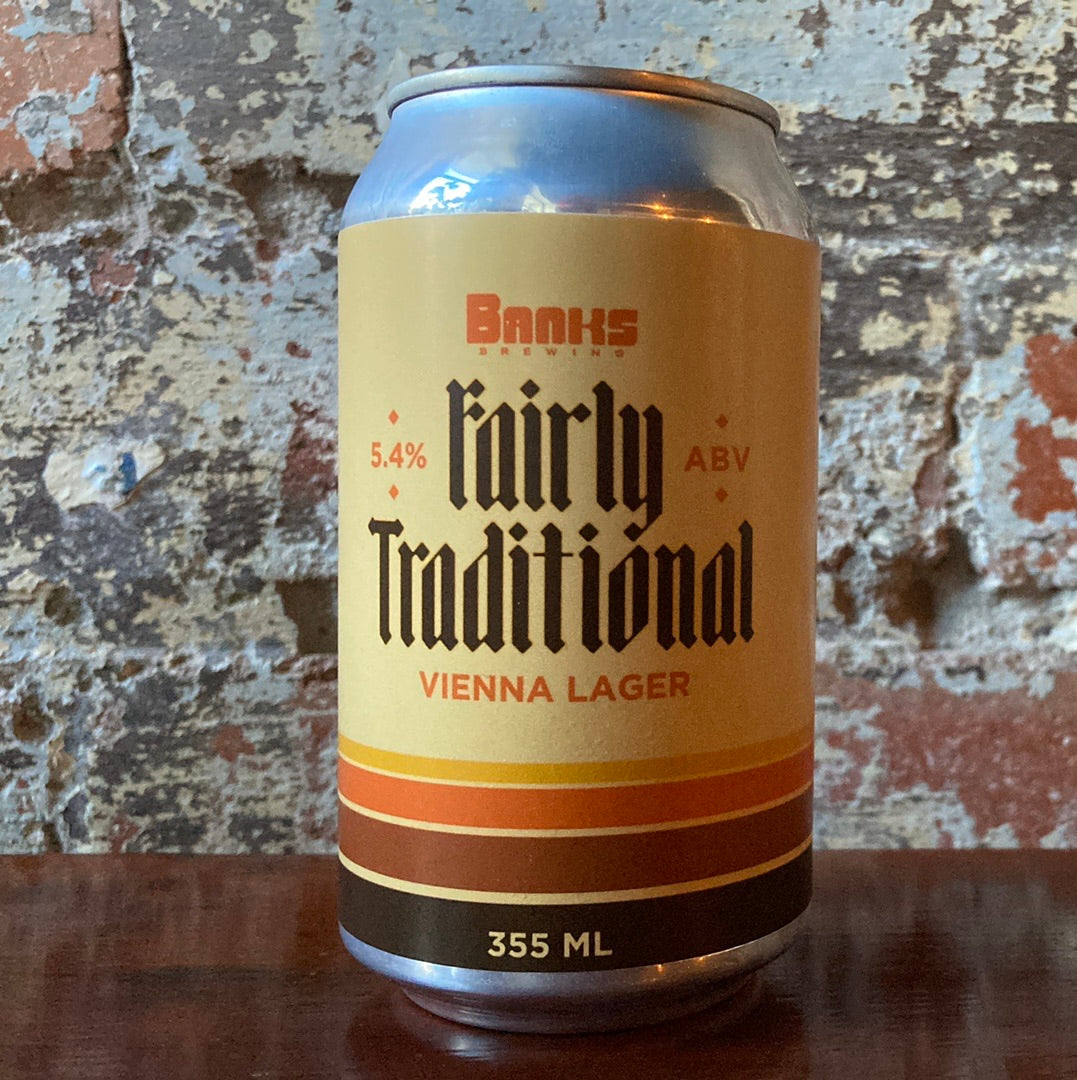 BANKS
BREWING
Fairly
5.4% ABV
Traditional
VIENNA LAGER
355 ML